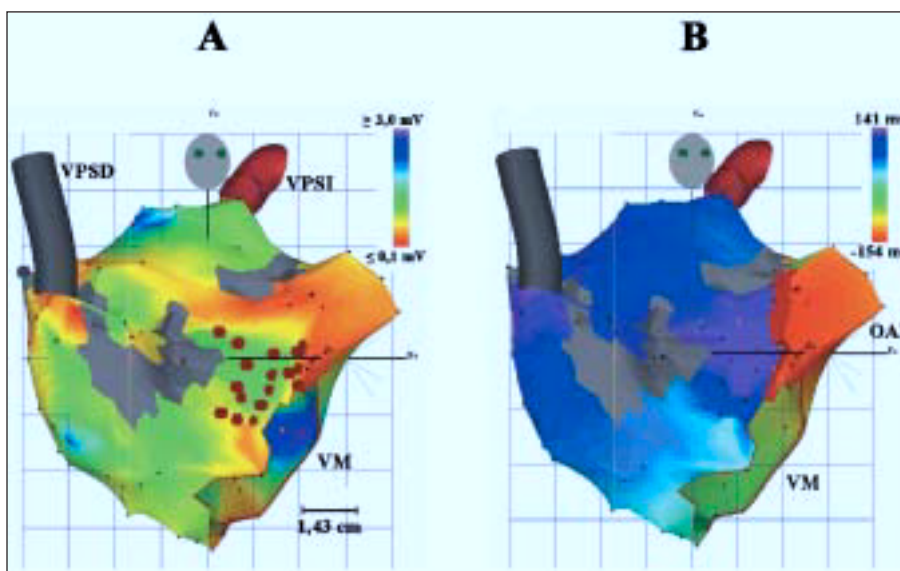 A
≥ 3,0 mV
VPSD
VPSI
≤ 0,1 mV
VM
1,43 cm
B
141 m
-154 m
OA
VM